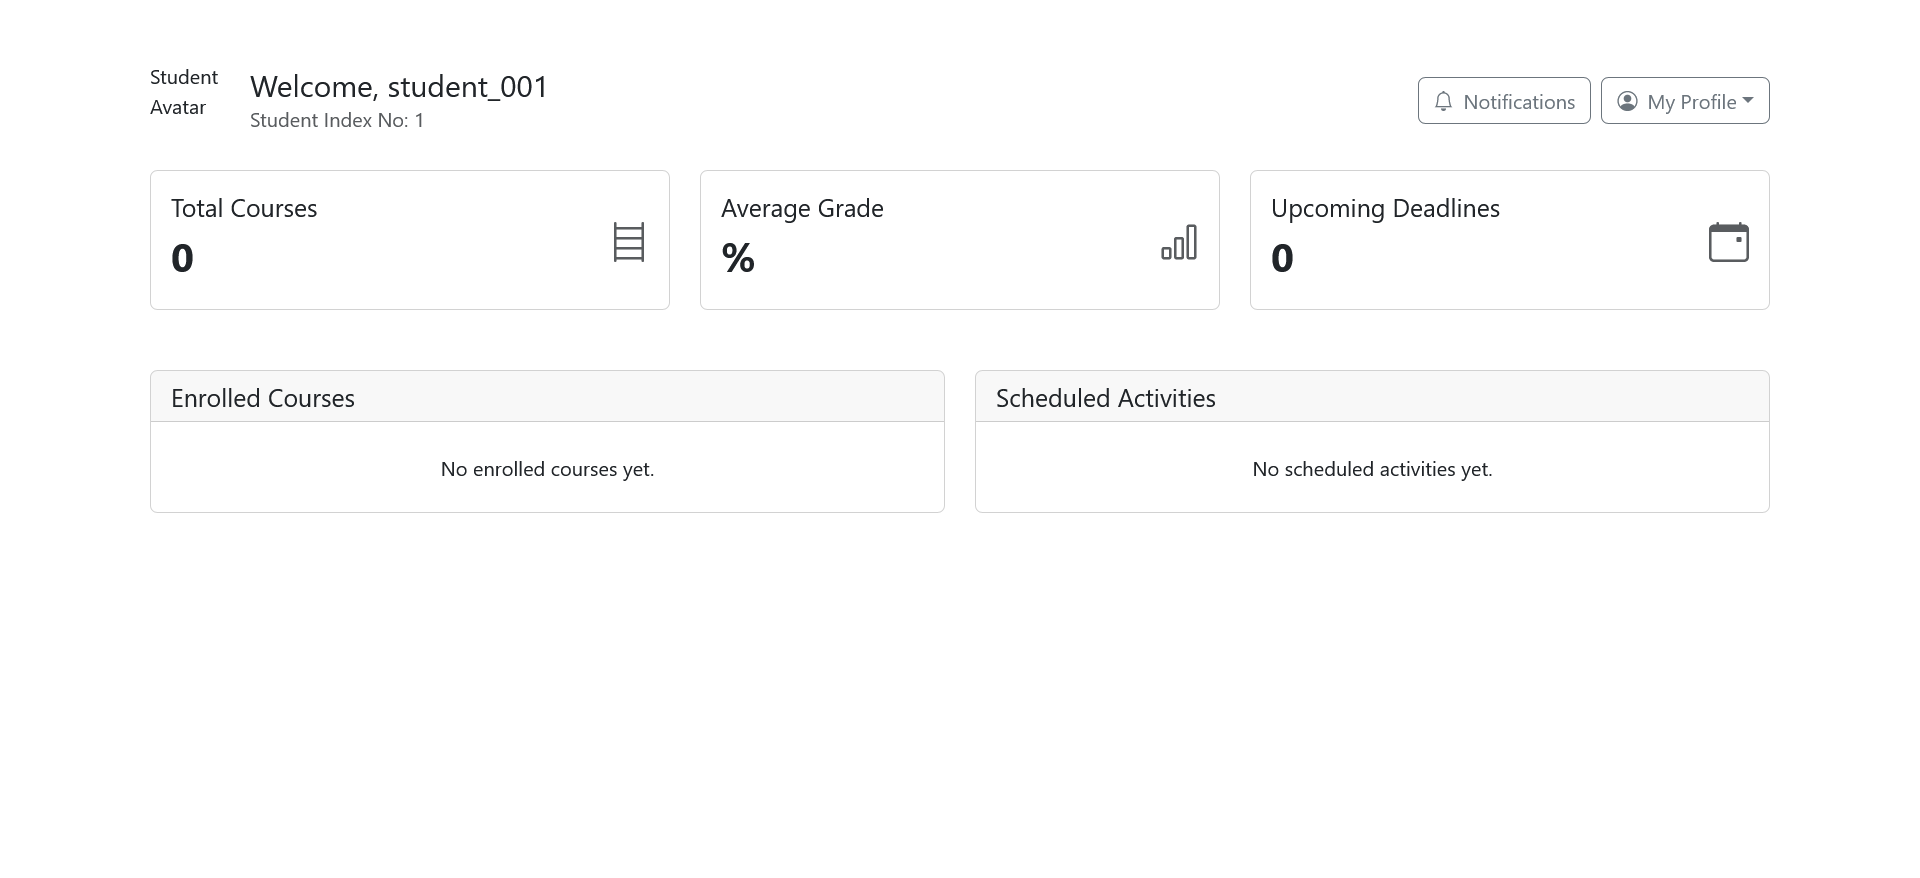 Student
Avatar
Welcome, student_001
Student Index No: 1
Notifications
My Profile
Total Courses
0
Average Grade
%
Upcoming Deadlines
0
Enrolled Courses
No enrolled courses yet.
Scheduled Activities
No scheduled activities yet.